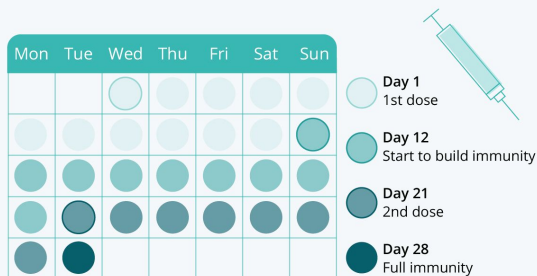 Mon Tue Wed Thu Fri Sat Sun
Day 1
1st dose
Day 12
Start to build immunity
Day 21
2nd dose
Day 28
Full immunity